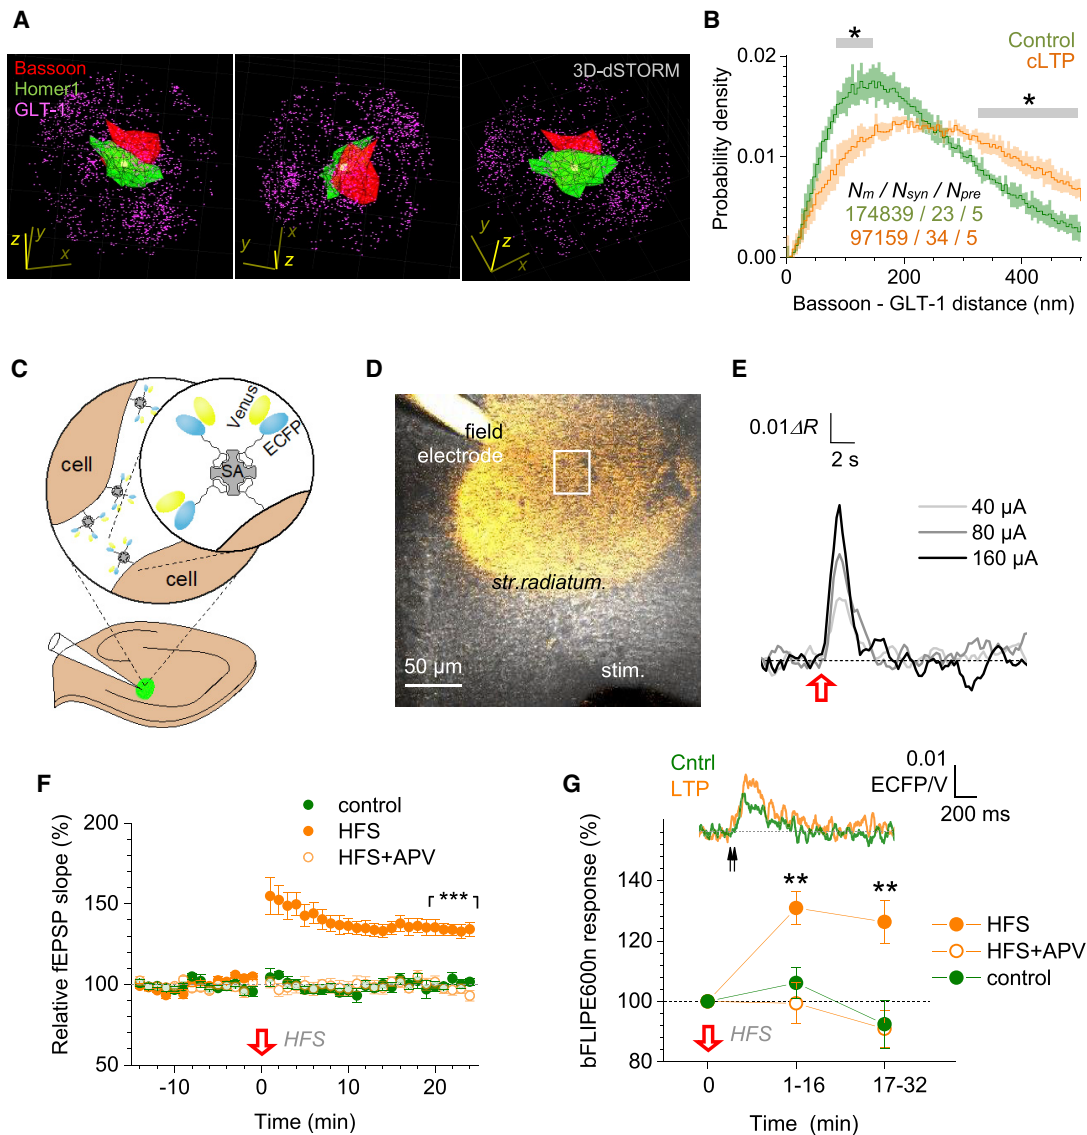 A
Bassoon
Homer1
GLT-1
3D-dSTORM
z
y
x
y
x
z
z
y
x
B
Control
cLTP
*
*
0.02
0.01
0.00
Probability density
Nm / Nsyn / Npre
174839 / 23 / 5
97159 / 34 / 5
0
200
400
Bassoon - GLT-1 distance (nm)
C
cell
Venus
ECFP
SA
cell
D
field
electrode
str.radiatum.
50 µm
stim.
E
0.01ΔR
2 s
40 µA
80 µA
160 µA
F
control
HFS
HFS+APV
200
150
100
50
Relative fEPSP slope (%)
***
HFS
-10
0
10
20
Time (min)
G
Cntrl
LTP
0.01
ECFP/V
200 ms
bFLIPE600n response (%)
140
120
100
80
**
**
HFS
HFS+APV
control
HFS
0
1-16
17-32
Time (min)